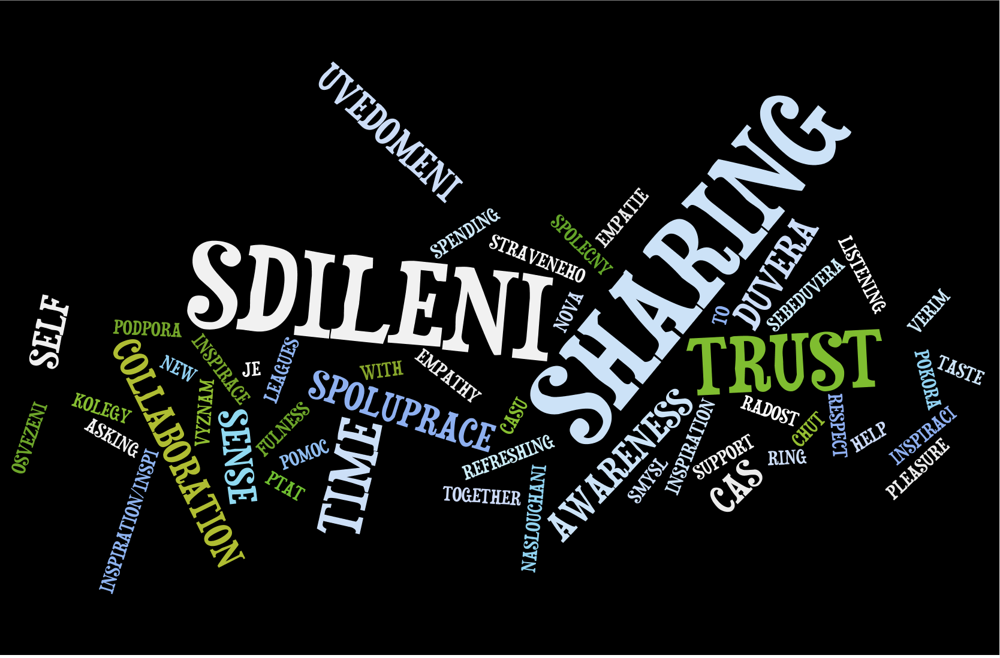 UVEDOMENI
SPENDING
STRAVENEHO
SPOLECNY
EMPATIE
SHARING
SDILENI
NOVA
DUVERA
TO
SEBEDUVERA
LISTENING
VERIM
SELF
PODPORA
COLLABORATION
NEW
INSPIRACE
JE
LEAGUES
WITH
EMPATHY
SPOLUPRACE
TRUST
POKORA
TASTE
OSVEZENI
KOLEGY
ASKING
VYZNAM
SENSE
FULNESS
POMOC
PTAT
TIME
CASU
REFRESHING
TOGETHER
NASLOUCHANI
AWARENESS
SMYSL
INSPIRATION
SUPPORT
CAS
RADOST
RING
CHUT
RESPECT
HELP
INSPIRACI
PLEASURE
INSPIRATION/INSPI